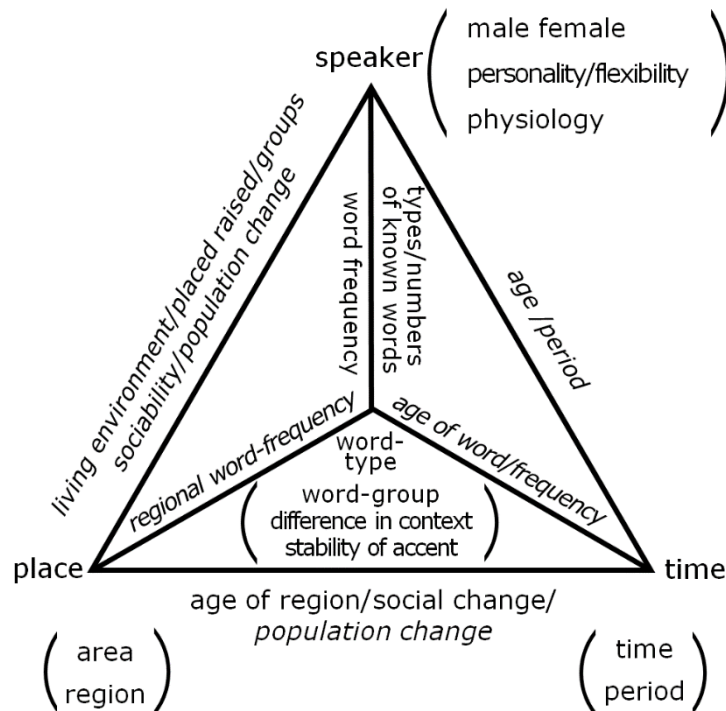 speaker
male female
personality/flexibility
physiology
living environment/placed raised/groups
sociability/population change
word frequency
types/numbers
of known words
age /period
regional word-frequency
age of word/frequency
word-
type
word-group
difference in context
stability of accent
place
time
age of region/social change/
population change
area
region
time
period